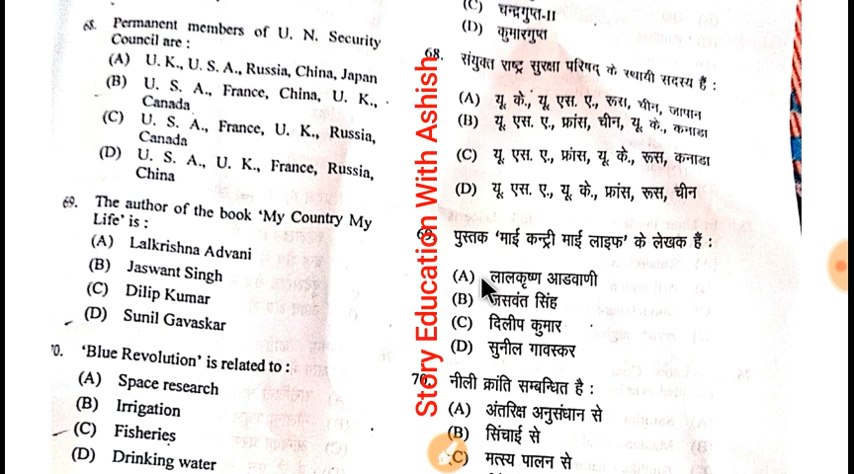 68. Permanent members of U. N. Security
Council are :
(A) U. K., U. S. A., Russia, China, Japan
(B) U. S. A., France, China, U. K.,
Canada
(C) U. S. A., France, U. K., Russia,
Canada
(D) U. S. A., U. K., France, Russia,
China
69. The author of the book ‘My Country My
Life’ is :
(A) Lalkrishna Advani
(B) Jaswant Singh
(C) Dilip Kumar
(D) Sunil Gavaskar
70. ‘Blue Revolution’ is related to :
(A) Space research
(B) Irrigation
(C) Fisheries
(D) Drinking water
Story Education With Ashish
(C) चन्द्रगुप्त-II
(D) कुमारगुप्त
68. संयुक्त राष्ट्र सुरक्षा परिषद् के स्थायी सदस्य हैं :
(A) यू. के., यू. एस. ए., रूस, चीन, जापान
(B) यू. एस. ए., फ्रांस, चीन, यू. के., कनाडा
(C) यू. एस. ए., फ्रांस, यू. के., रूस, कनाडा
(D) यू. एस. ए., यू. के., फ्रांस, रूस, चीन
69. पुस्तक ‘माई कन्ट्री माई लाइफ’ के लेखक हैं :
(A) लालकृष्ण आडवाणी
(B) जसवंत सिंह
(C) दिलीप कुमार
(D) सुनील गावस्कर
70. नीली क्रांति सम्बन्धित है :
(A) अंतरिक्ष अनुसंधान से
(B) सिंचाई से
(C) मत्स्य पालन से